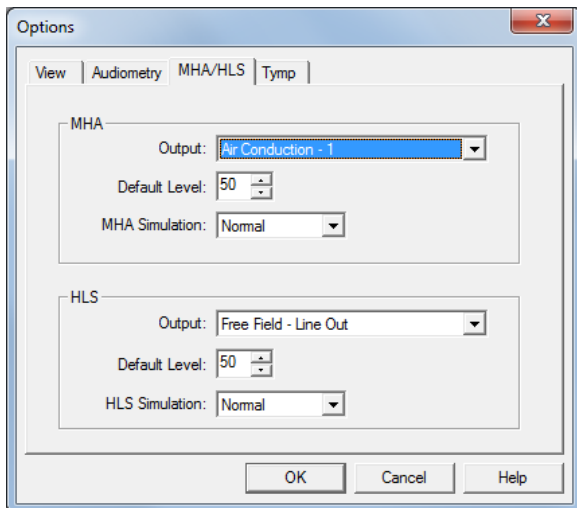 Options
View Audiometry MHA/HLS Tymp
MHA
Output: Air Conduction - 1
Default Level: 50
MHA Simulation: Normal
HLS
Output: Free Field - Line Out
Default Level: 50
HLS Simulation: Normal
OK Cancel Help